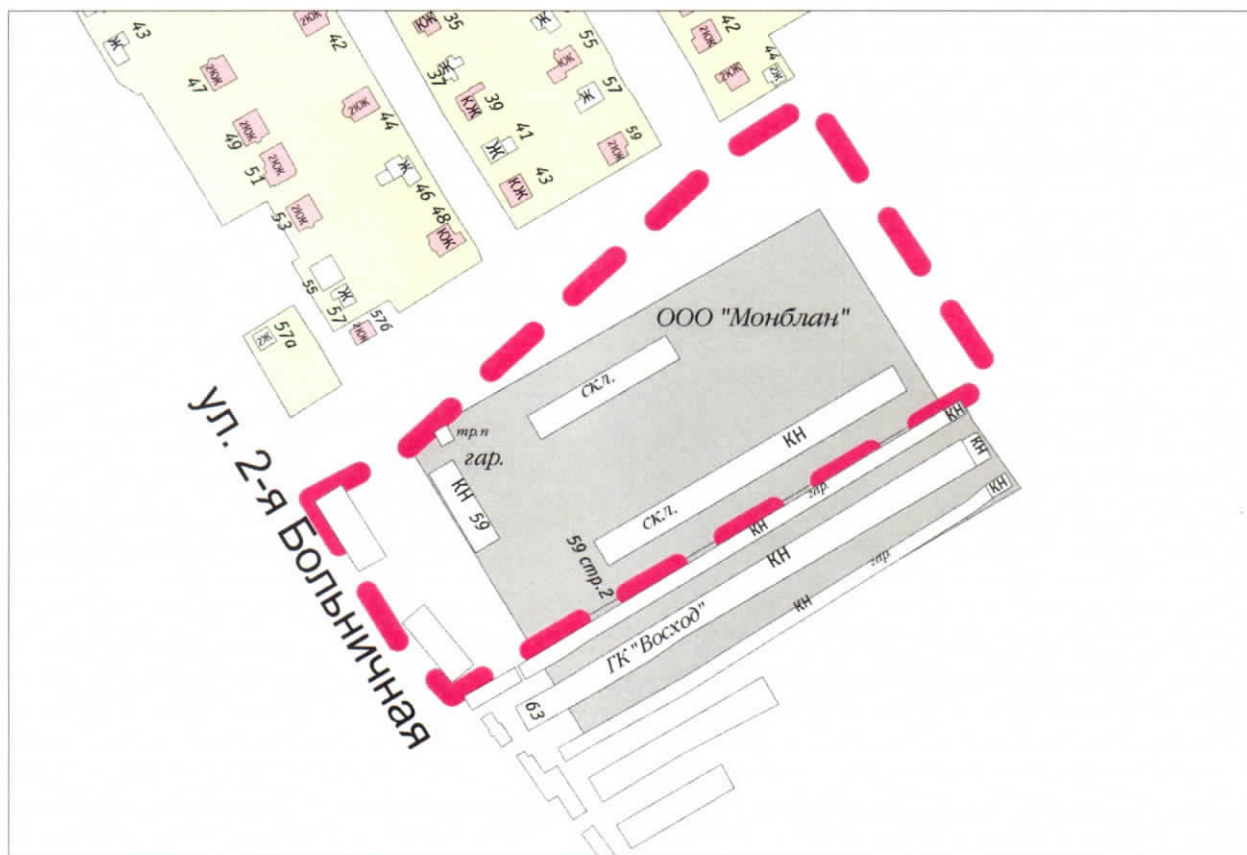 43
2КЖ
42
35
КЖ
Ж
55
КЖ
2КЖ
42
44
2Ж
Ж
2КЖ
47
2КЖ
44
Ж
37
КЖ
39
Ж
57
2КЖ
2КЖ
49
2КЖ
51
Ж
46
Ж
41
КЖ
43
2КЖ
59
2КЖ
53
КЖ
48
55
Ж
57
2КЖ
57б
2Ж
57а
ООО "Монблан"
скл.
тр.п
гар.
КН
59
КН
скл.
59 стр.2
КН
гар.
КН
КН
КН
КН
гар.
КН
ГК "Восход"
63
ул. 2-я Больничная